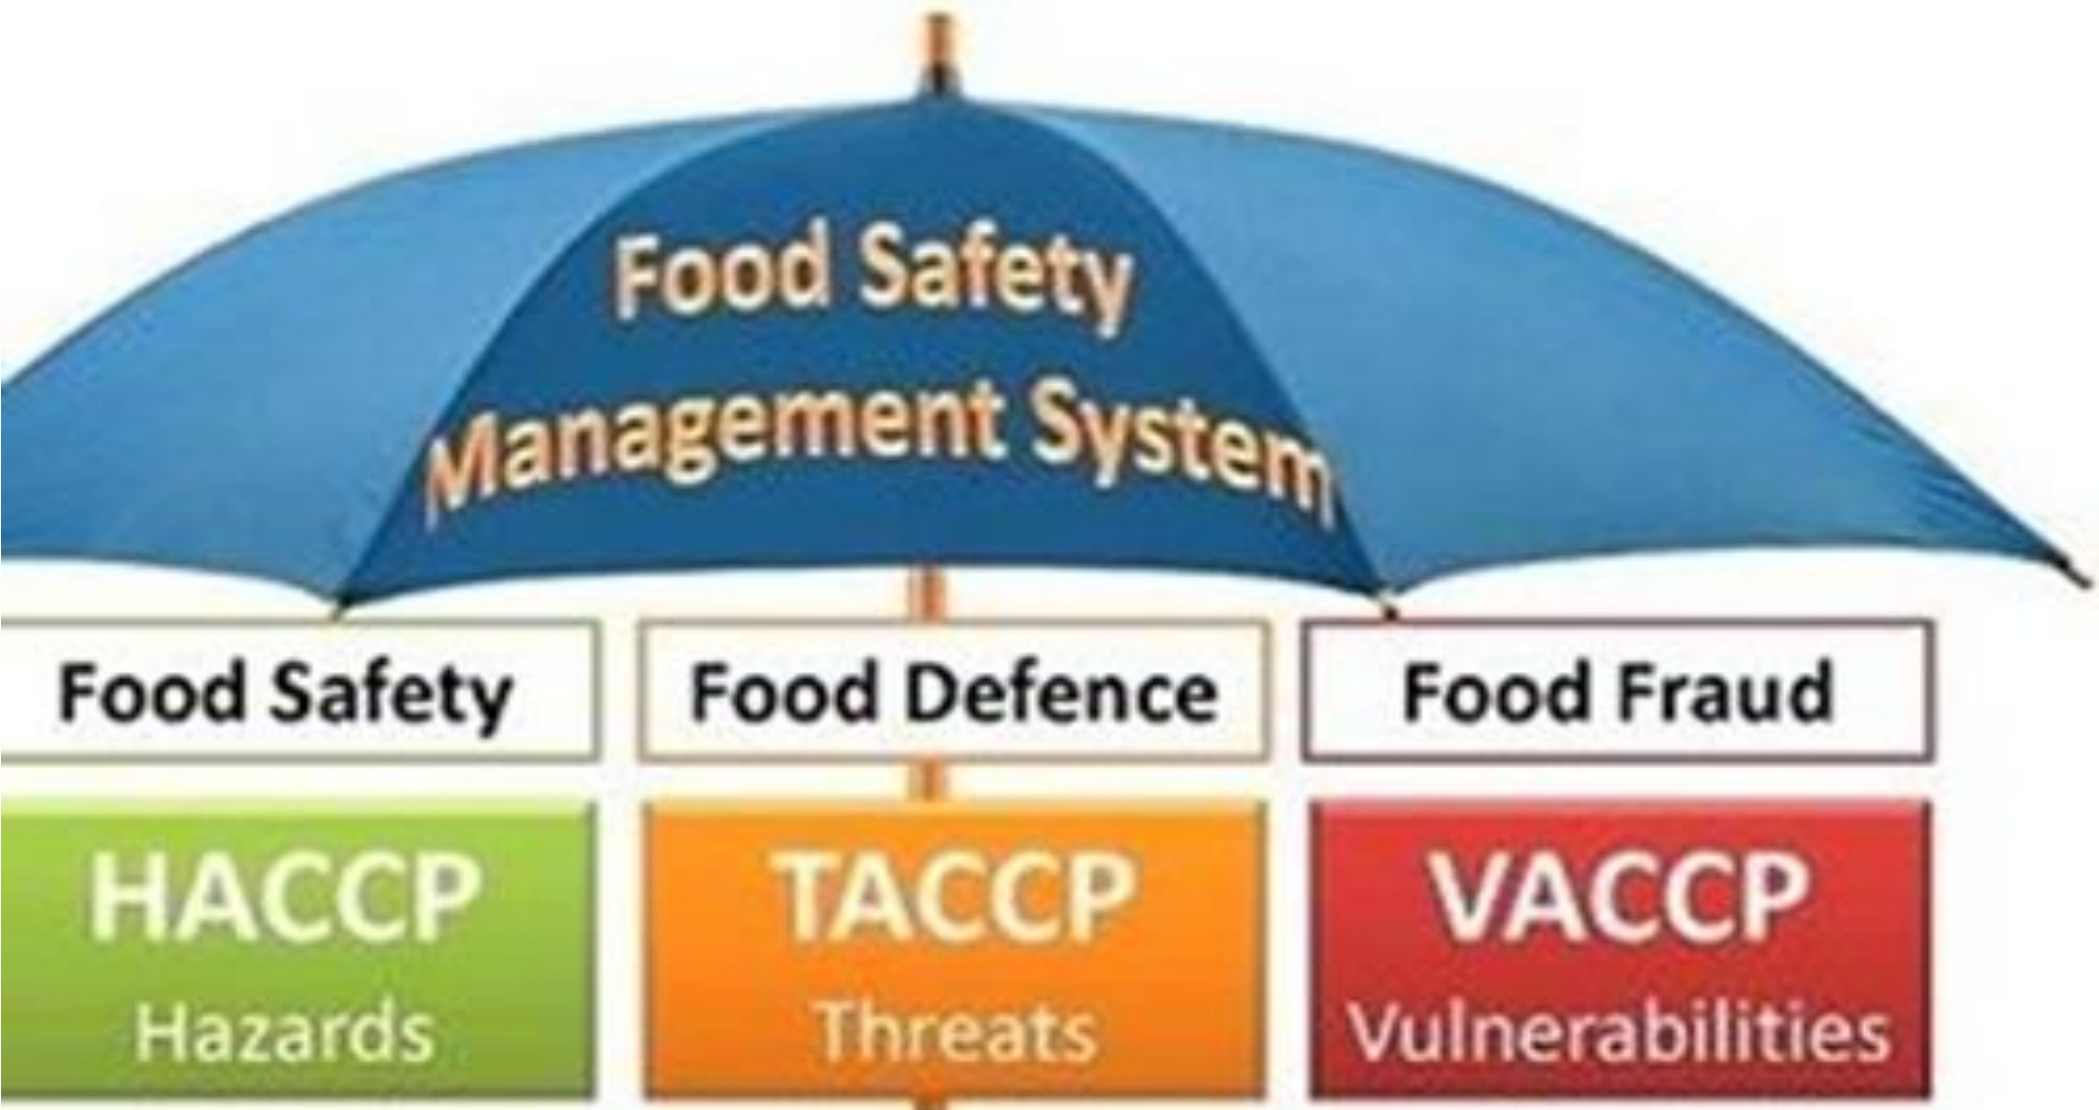 Food Safety
Management System
Food Safety
Food Defence
Food Fraud
HACCP
Hazards
TACCP
Threats
VACCP
Vulnerabilities